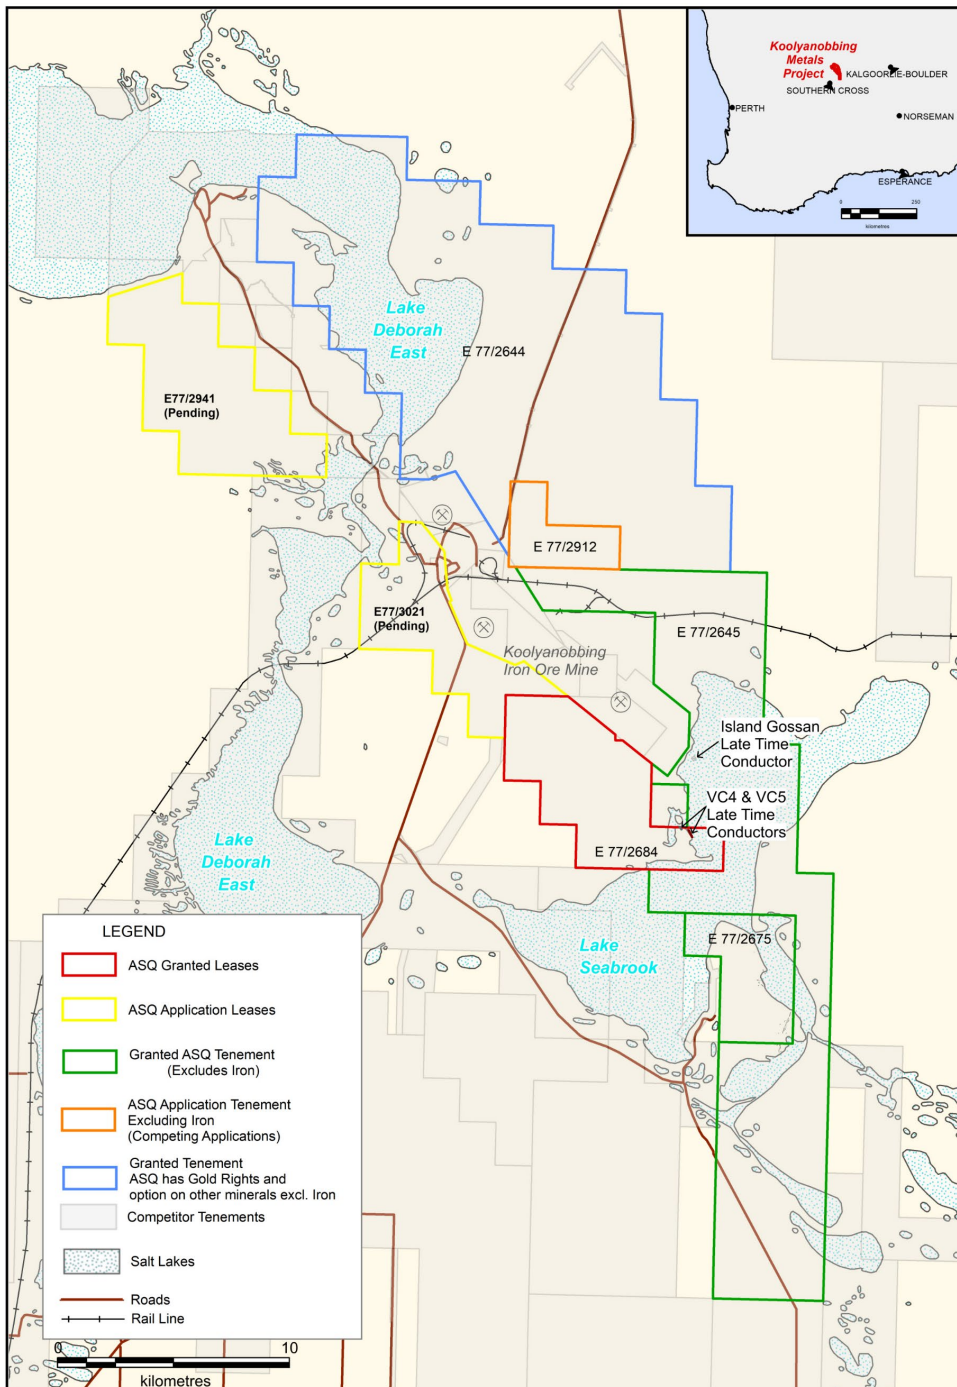 Koolyanobbing
Metals
Project
KALGOORLIE-BOULDER
SOUTHERN CROSS
PERTH
NORSEMAN
ESPERANCE
0 250
kilometres
Lake
Deborah
East
E 77/2644
E77/2941
(Pending)
E 77/2912
E77/3021
(Pending)
E 77/2645
Koolyanobbing
Iron Ore Mine
Island Gossan
Late Time
Conductor
VC4 & VC5
Late Time
Conductors
E 77/2684
Lake
Deborah
East
Lake
Seabrook
E 77/2675
LEGEND
ASQ Granted Leases
ASQ Application Leases
Granted ASQ Tenement
(Excludes Iron)
ASQ Application Tenement
Excluding Iron
(Competing Applications)
Granted Tenement
ASQ has Gold Rights and
option on other minerals excl. Iron
Competitor Tenements
Salt Lakes
Roads
Rail Line
0 10
kilometres